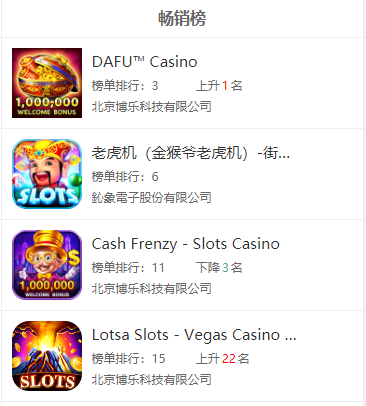 畅销榜
DAFU™ Casino
榜单排行：3 上升1名
北京博乐科技有限公司
1,000,000
WELCOME BONUS
老虎机（金猴爷老虎机）-街...
榜单排行：6
鈊象電子股份有限公司
SLOTS
Cash Frenzy - Slots Casino
榜单排行：11 下降3名
北京博乐科技有限公司
1,000,000
WELCOME BONUS
Lotsa Slots - Vegas Casino ...
榜单排行：15 上升22名
北京博乐科技有限公司
SLOTS